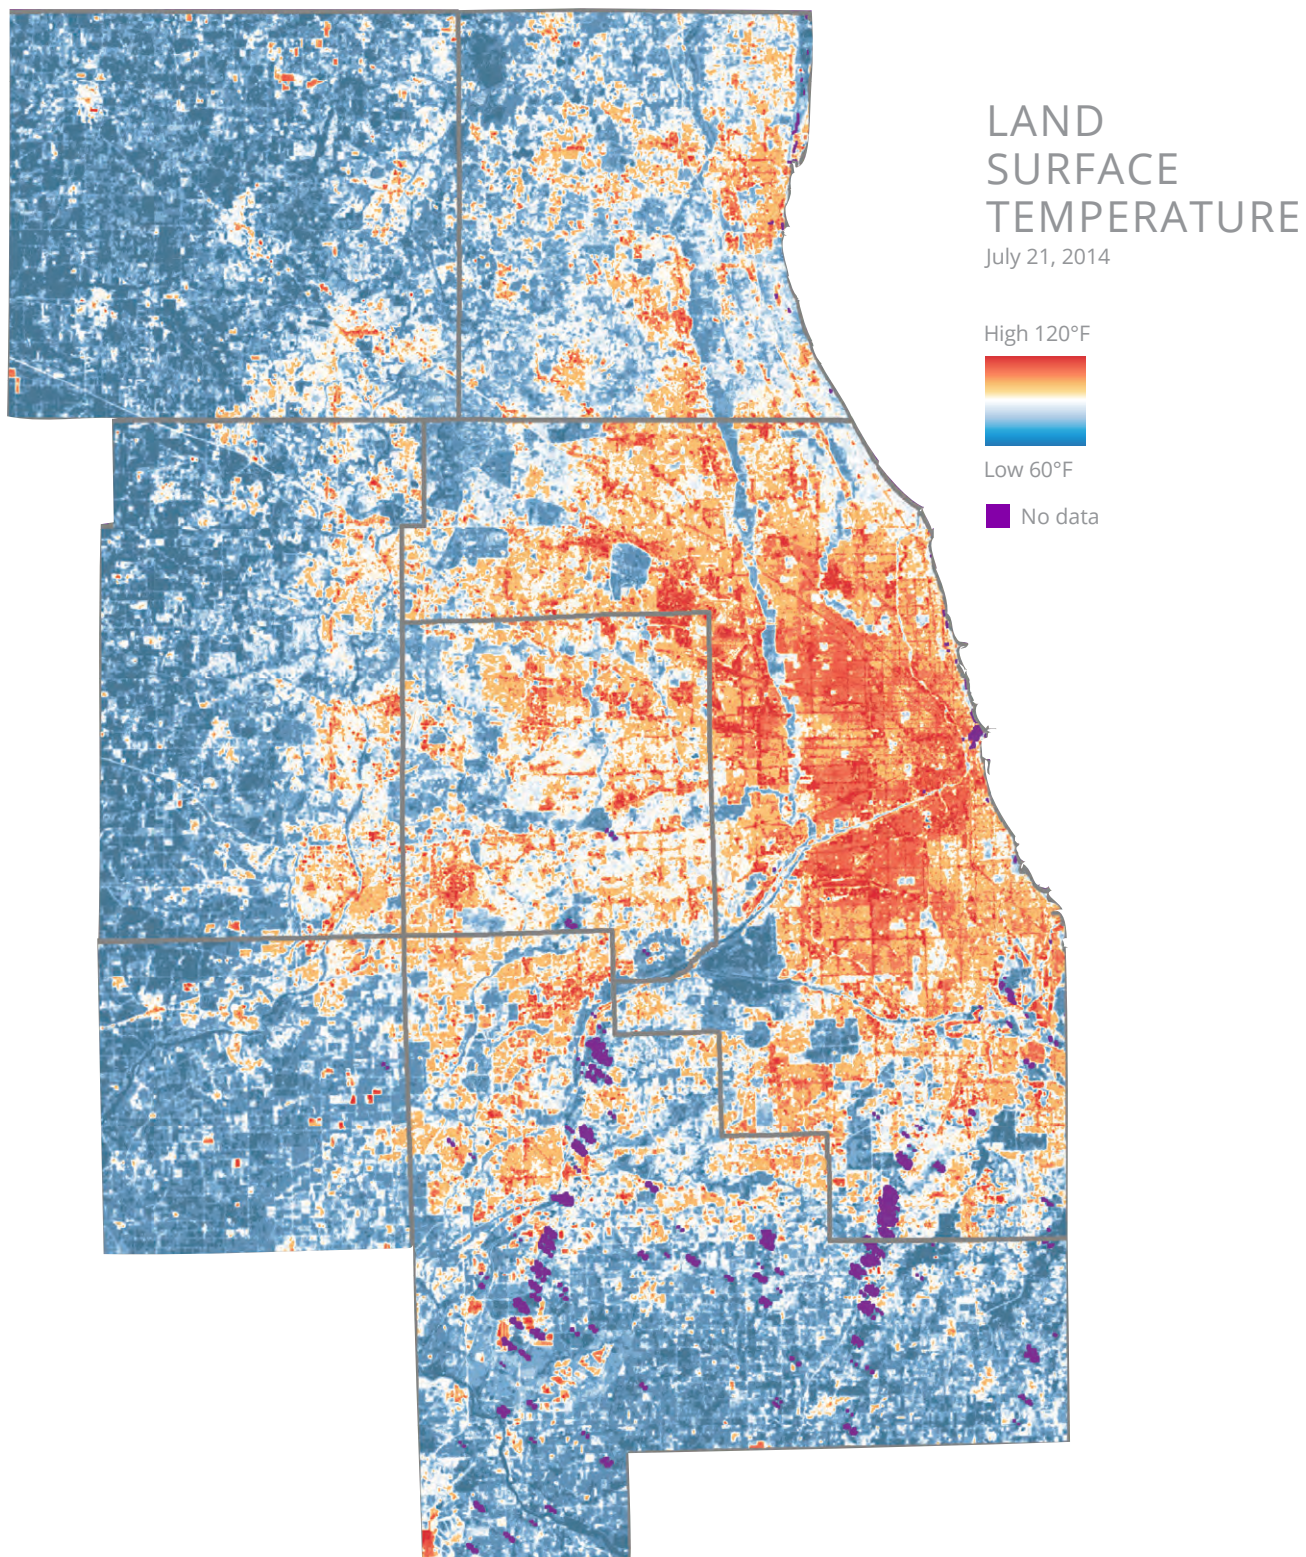 LAND
SURFACE
TEMPERATURE
July 21, 2014
High 120°F
Low 60°F
No data